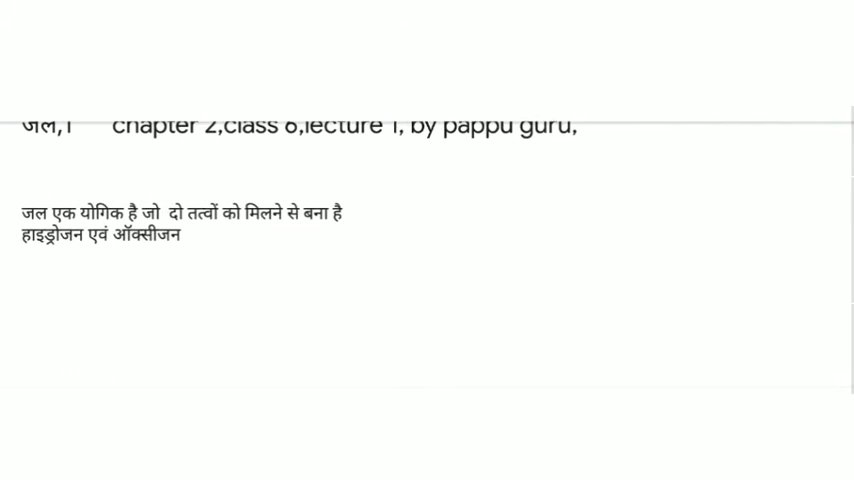 जल,1 chapter 2,class 6,lecture 1, by pappu guru,
जल एक योगिक है जो दो तत्वों को मिलने से बना है
हाइड्रोजन एवं ऑक्सीजन